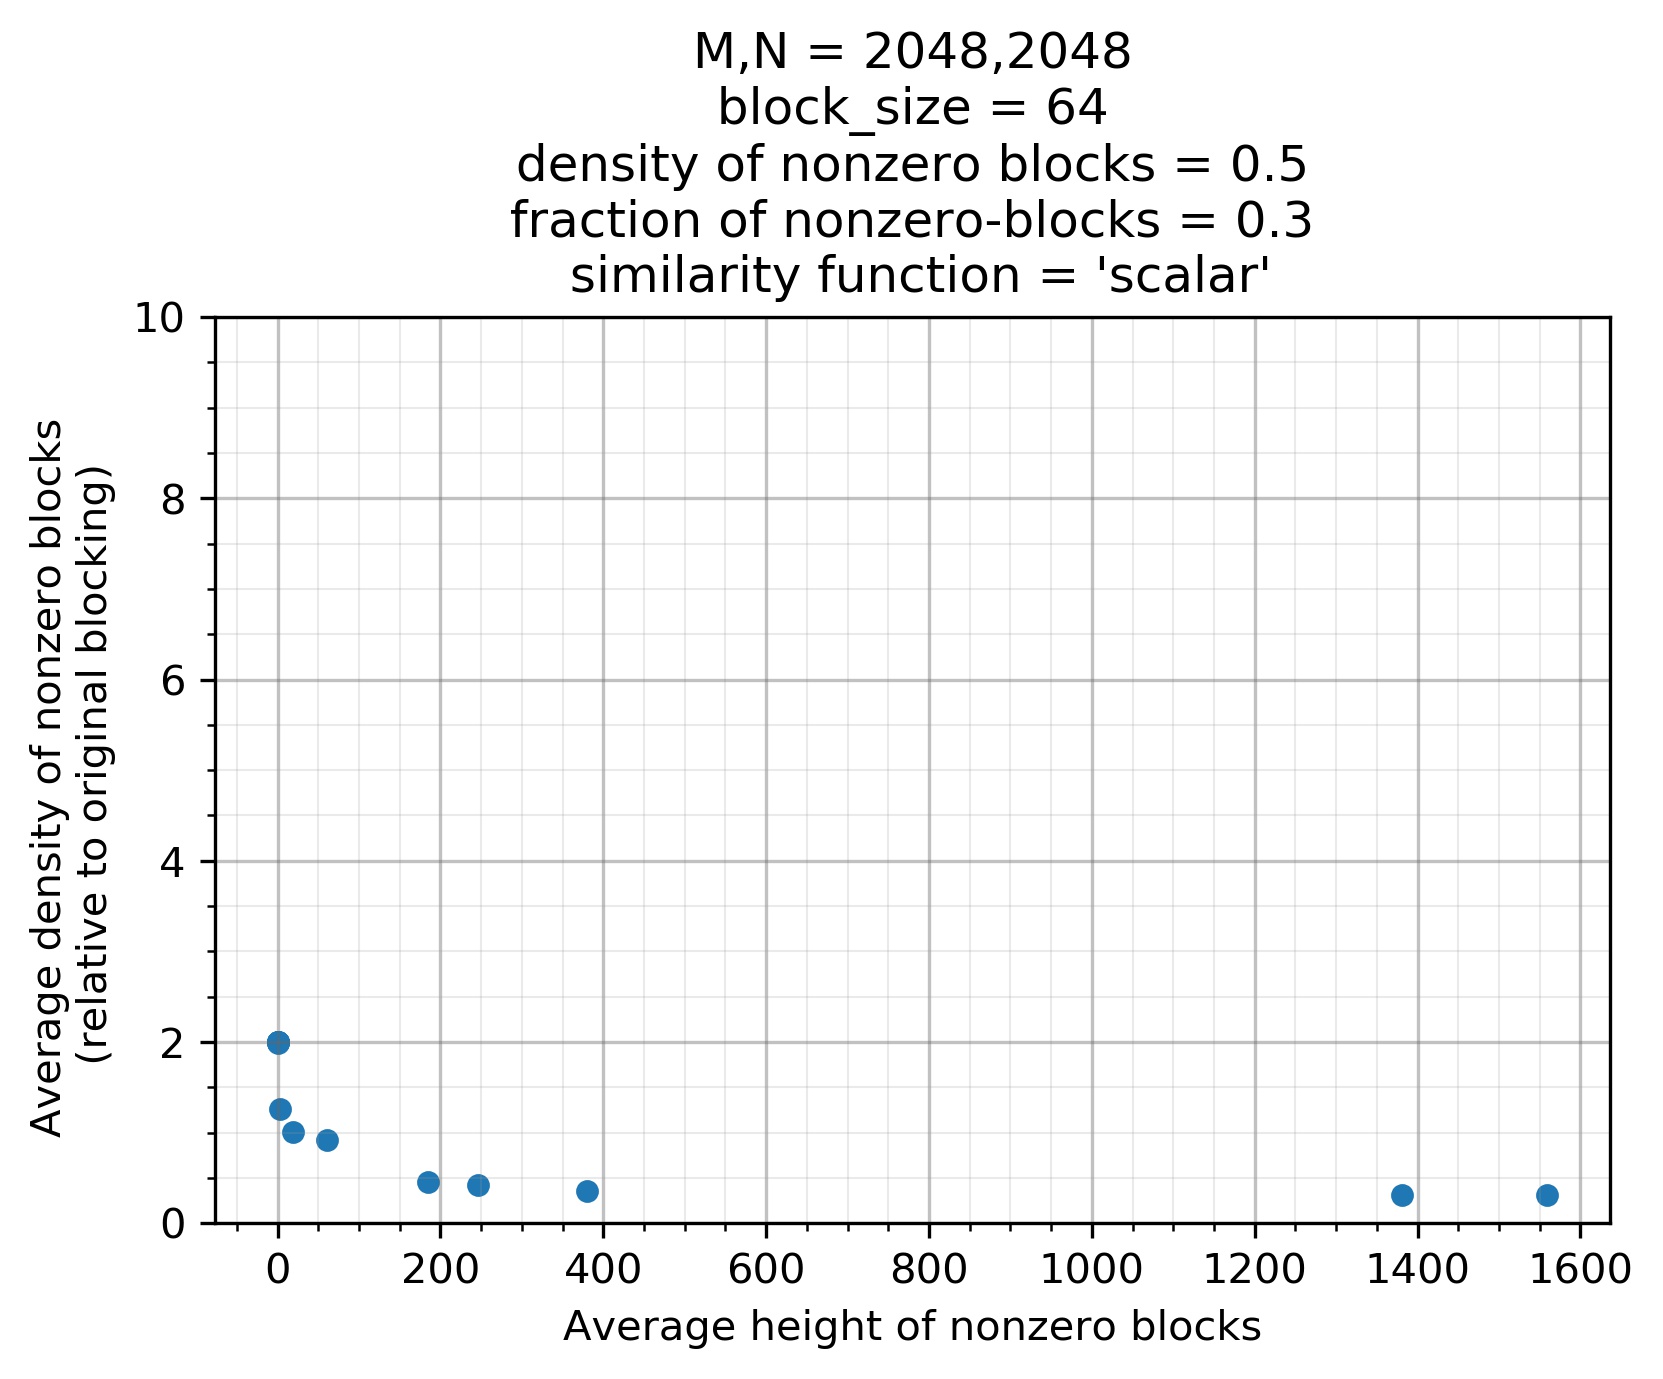 M,N = 2048,2048
block_size = 64
density of nonzero blocks = 0.5
fraction of nonzero-blocks = 0.3
similarity function = 'scalar'
Average density of nonzero blocks
(relative to original blocking)
10
8
6
4
2
0
0 200 400 600 800 1000 1200 1400 1600
Average height of nonzero blocks